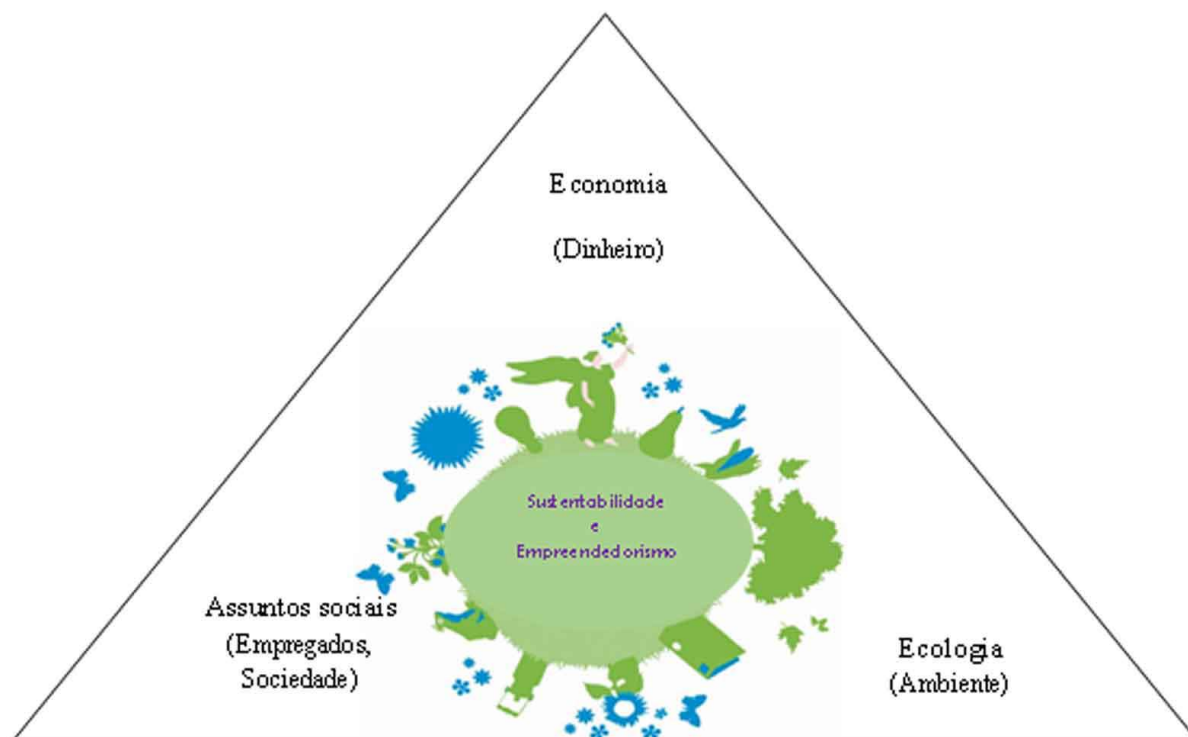 Economia
(Dinheiro)
Sustentabilidade
e
Empreendedorismo
Assuntos sociais
(Empregados,
Sociedade)
Ecologia
(Ambiente)